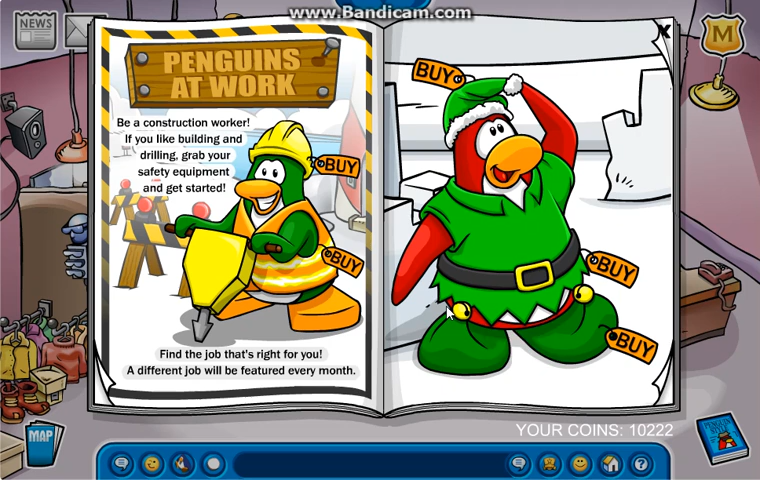 www.Bandicam.com
NEWS
M
PENGUINS
AT WORK
Be a construction worker!
If you like building and
drilling, grab your
safety equipment
and get started!
BUY
BUY
Find the job that's right for you!
A different job will be featured every month.
BUY
BUY
BUY
X
YOUR COINS: 10222
MAP
PENGUIN
STYLE
?